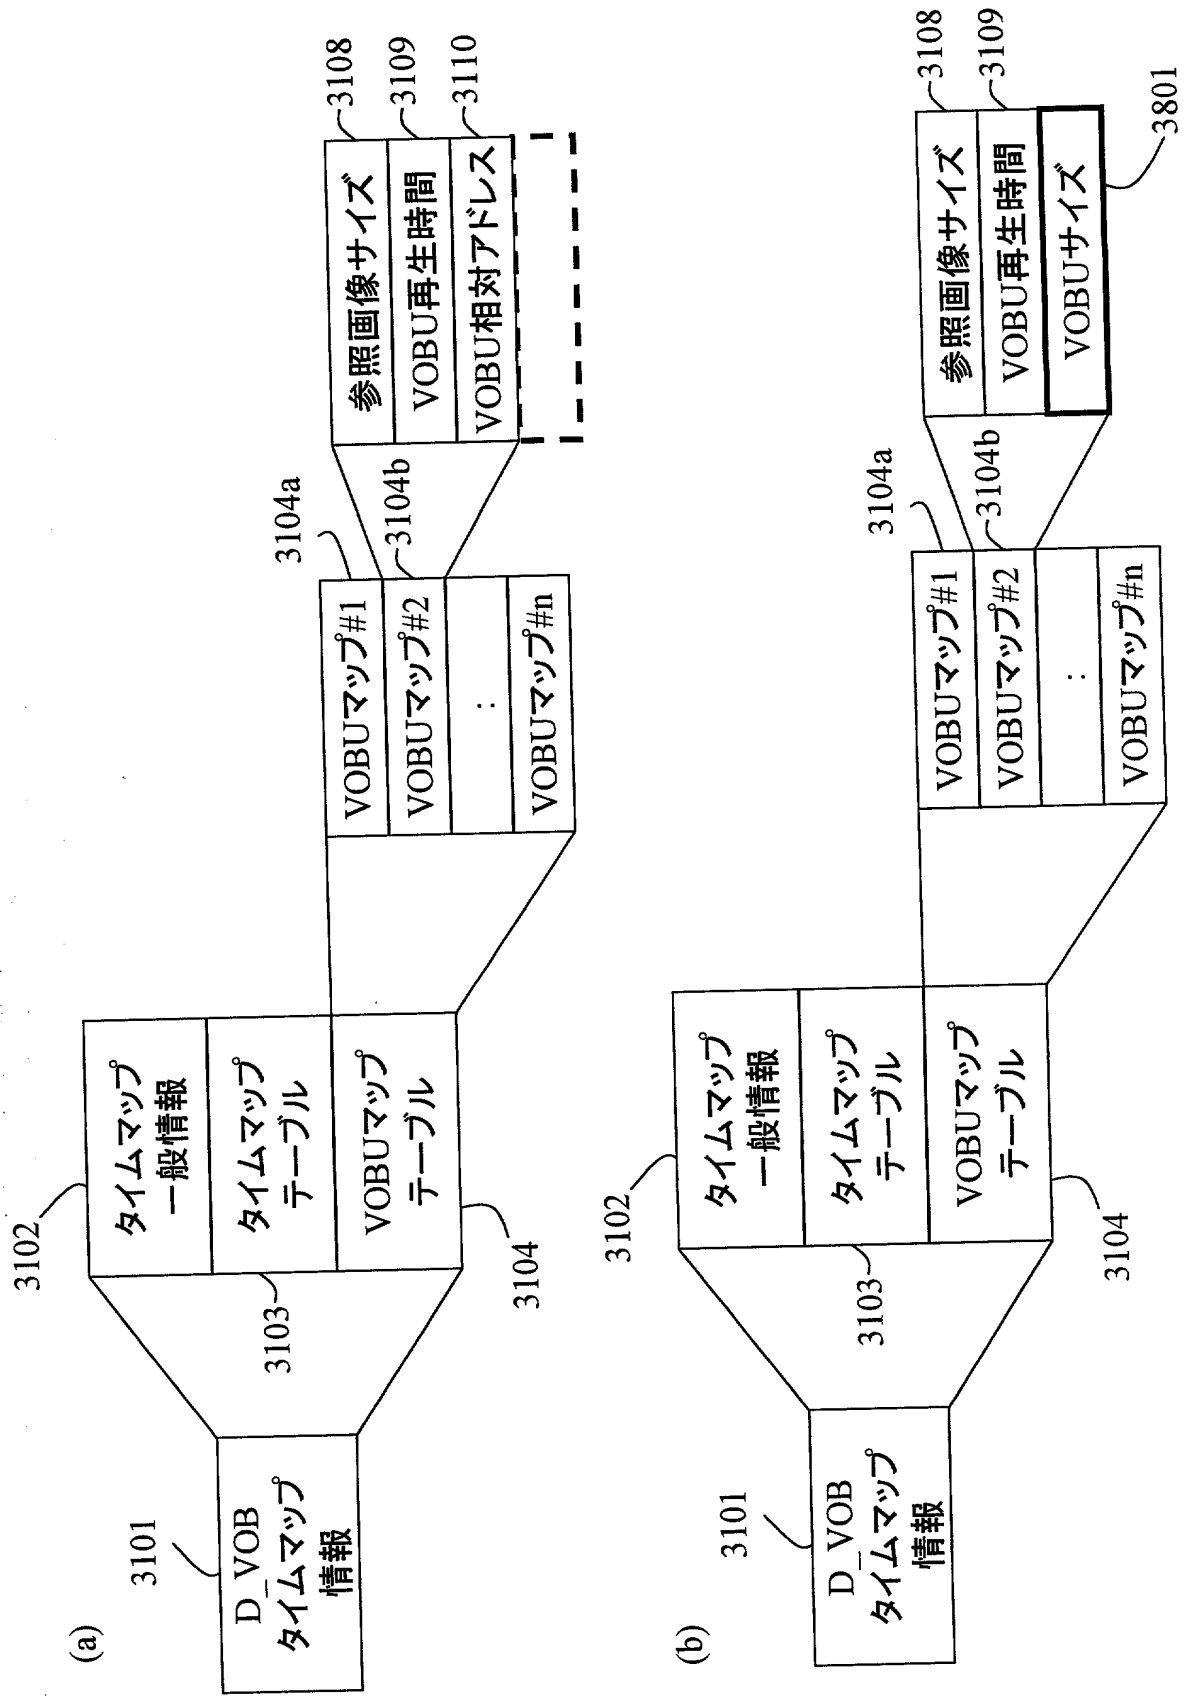 (a)
3101
D_VOB
タイムマップ
情報
3102
タイムマップ
一般情報
タイムマップ
テーブル
3103
VOBUマップ
テーブル
3104
3104a
VOBUマップ#1
VOBUマップ#2
3104b
:
VOBUマップ#n
参照画像サイズ
3108
VOBU再生時間
3109
VOBU相対アドレス
3110
(b)
3101
D_VOB
タイムマップ
情報
3102
タイムマップ
一般情報
タイムマップ
テーブル
3103
VOBUマップ
テーブル
3104
3104a
VOBUマップ#1
VOBUマップ#2
3104b
:
VOBUマップ#n
参照画像サイズ
3108
VOBU再生時間
3109
VOBUサイズ
3801